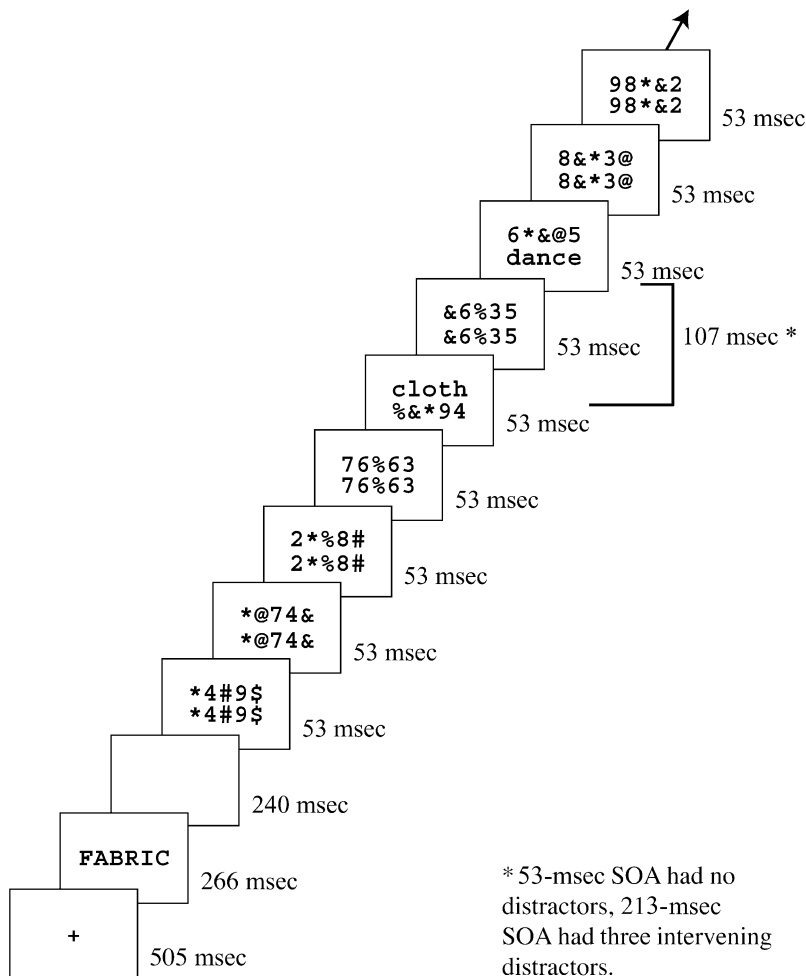 98*&2
98*&2
53 msec
8&*3@
8&*3@
53 msec
6*&@5
dance
53 msec
&6%35
&6%35
53 msec
107 msec *
cloth
%&*94
53 msec
76%63
76%63
53 msec
2*%8#
2*%8#
53 msec
*@74&
*@74&
53 msec
*4#9$
*4#9$
53 msec
240 msec
FABRIC
266 msec
+
505 msec
* 53-msec SOA had no
distractors, 213-msec
SOA had three intervening
distractors.